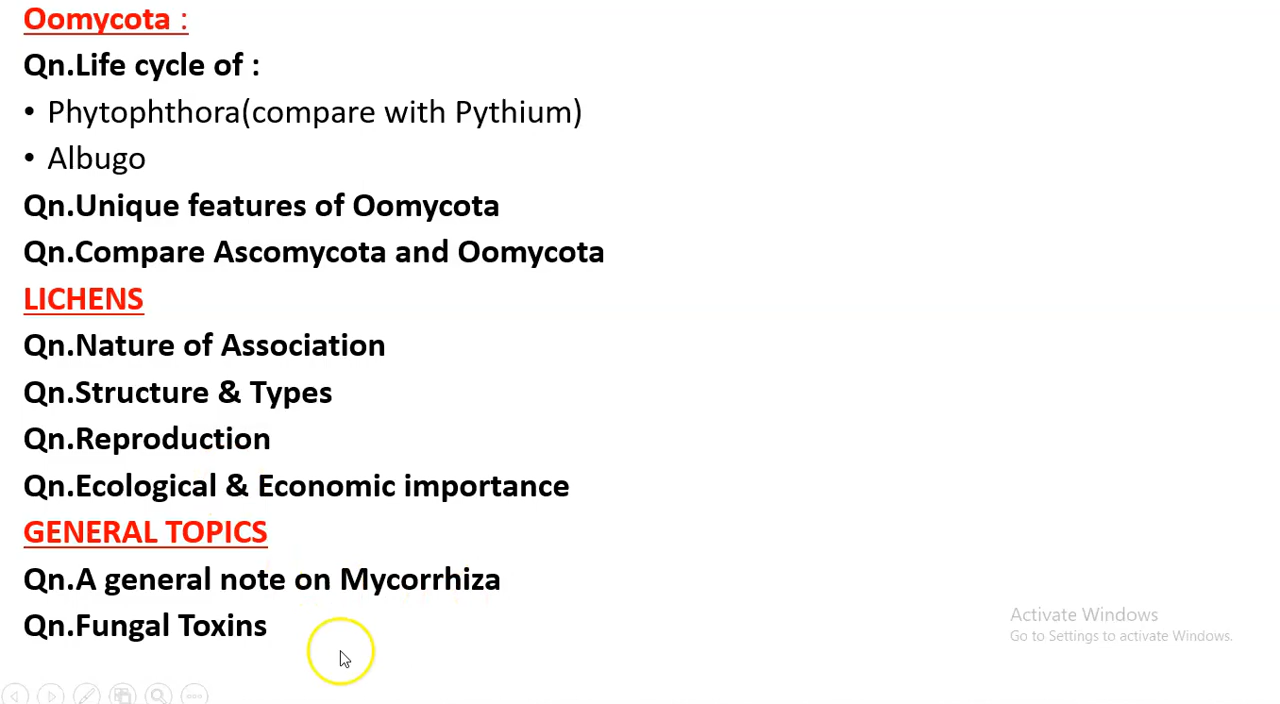 Oomycota :
Qn.Life cycle of :
• Phytophthora(compare with Pythium)
• Albugo
Qn.Unique features of Oomycota
Qn.Compare Ascomycota and Oomycota
LICHENS
Qn.Nature of Association
Qn.Structure & Types
Qn.Reproduction
Qn.Ecological & Economic importance
GENERAL TOPICS
Qn.A general note on Mycorrhiza
Qn.Fungal Toxins
Activate Windows
Go to Settings to activate Windows.